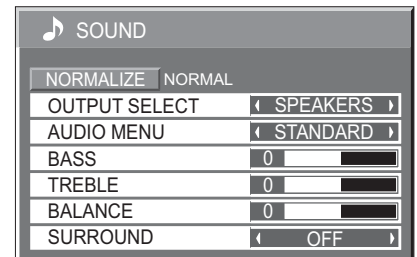 SOUND
NORMALIZE NORMAL
OUTPUT SELECT SPEAKERS
AUDIO MENU STANDARD
BASS 0
TREBLE 0
BALANCE 0
SURROUND OFF